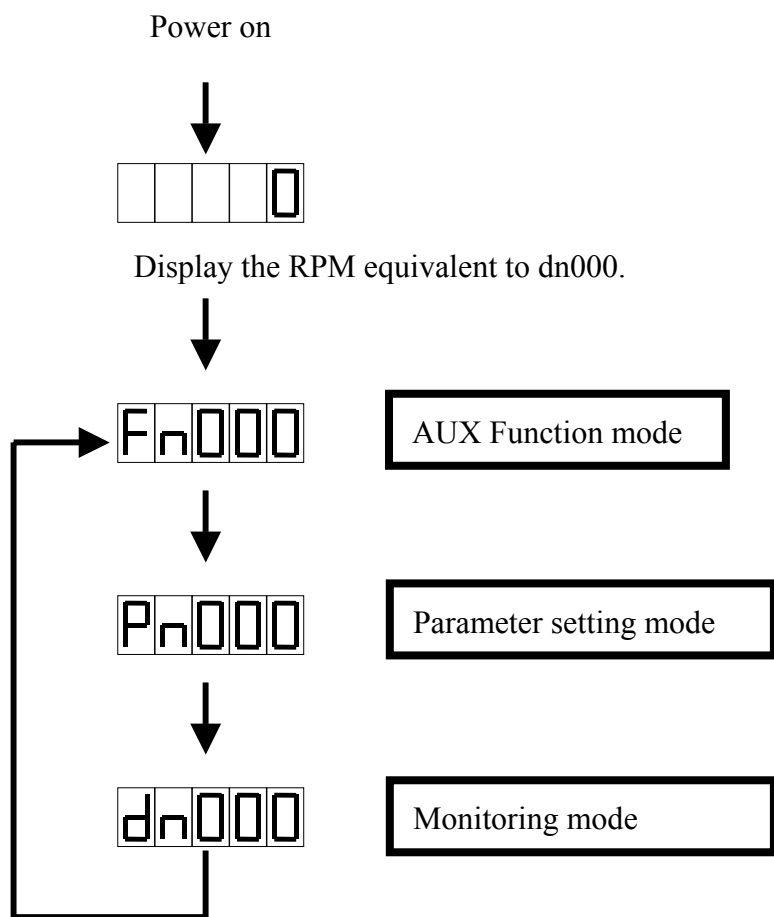 Power on
0
Display the RPM equivalent to dn000.
Fn000
AUX Function mode
Pn000
Parameter setting mode
dn000
Monitoring mode